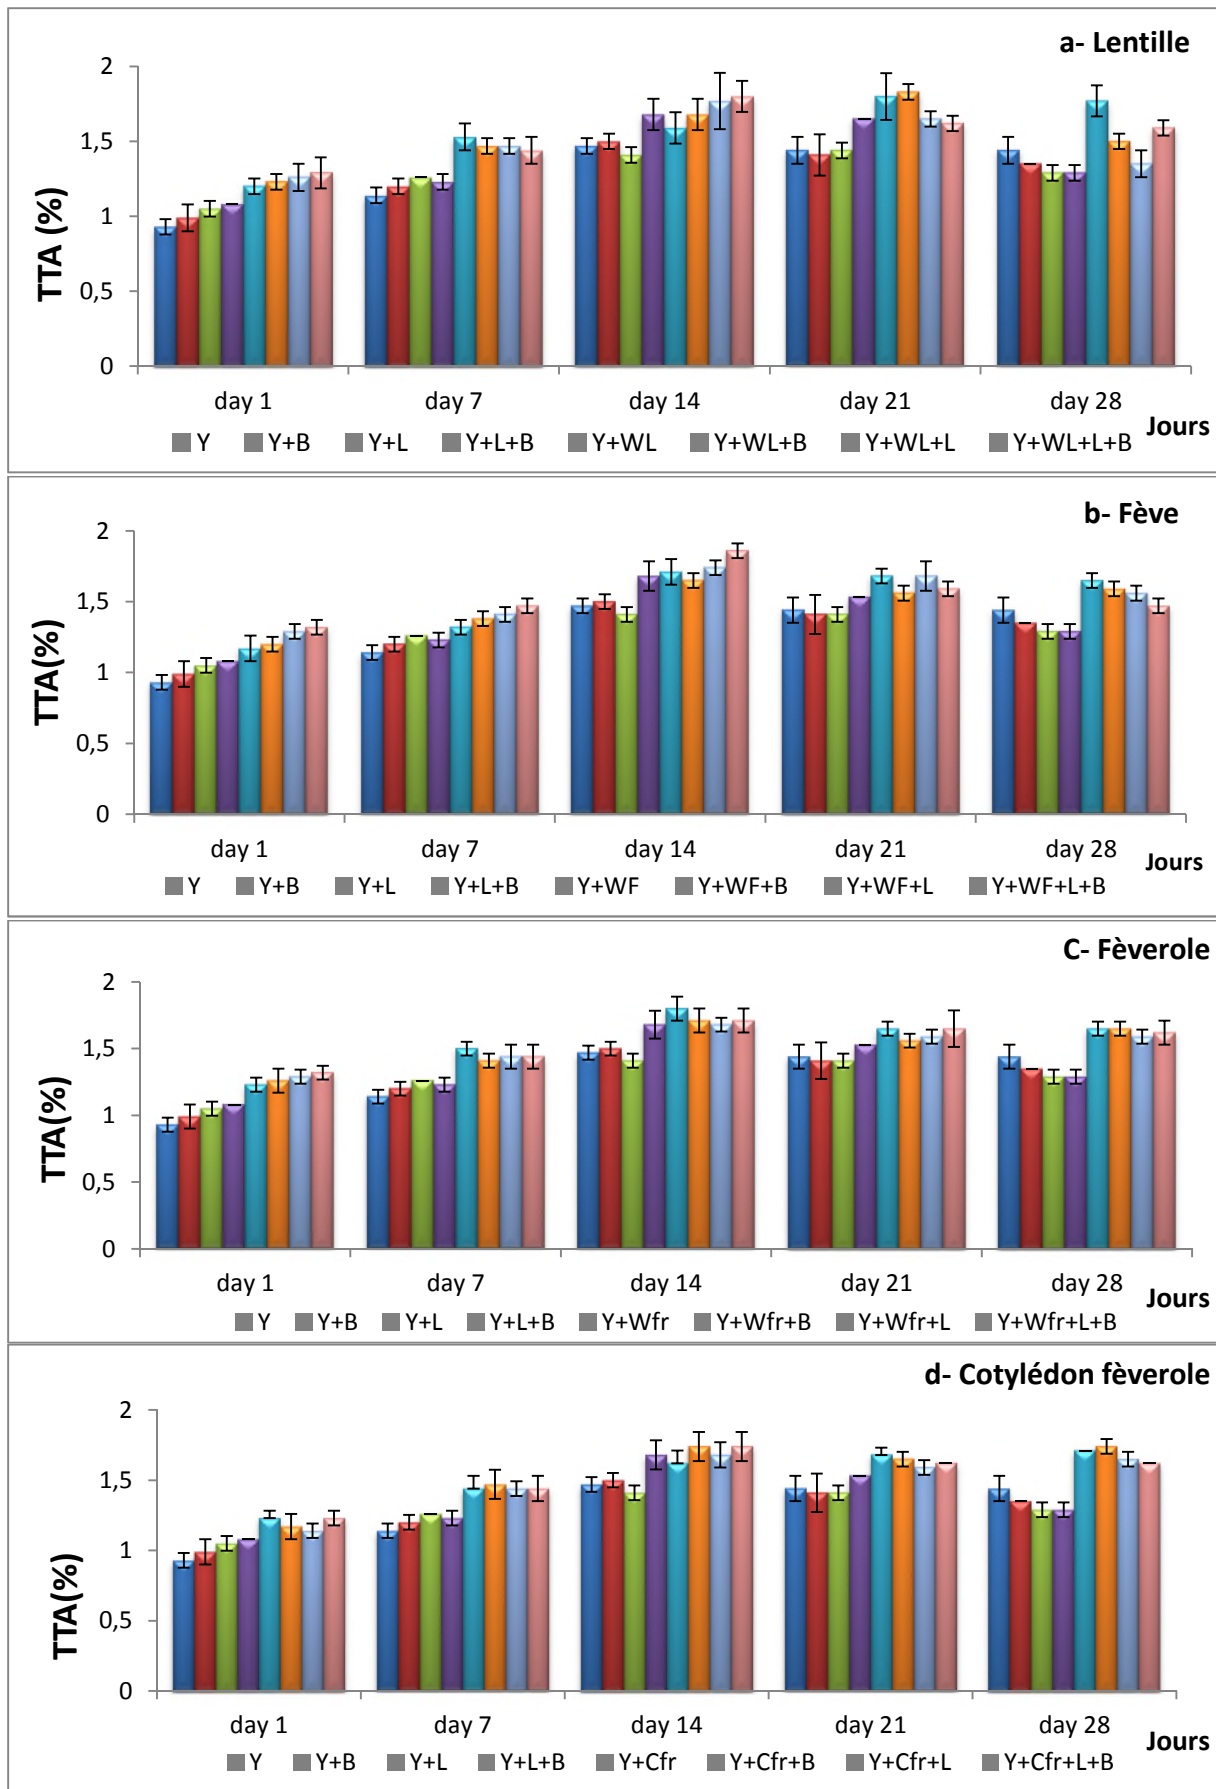 a- Lentille
2
1,5
1
0,5
0
TTA (%)
day 1 day 7 day 14 day 21 day 28
Jours
Y Y+B Y+L Y+L+B Y+WL Y+WL+B Y+WL+L Y+WL+L+B
b- Fève
2
1,5
1
0,5
0
TTA(%)
day 1 day 7 day 14 day 21 day 28
Jours
Y Y+B Y+L Y+L+B Y+WF Y+WF+B Y+WF+L Y+WF+L+B
C- Fèverole
2
1,5
1
0,5
0
TTA(%)
day 1 day 7 day 14 day 21 day 28
Jours
Y Y+B Y+L Y+L+B Y+Wfr Y+Wfr+B Y+Wfr+L Y+Wfr+L+B
d- Cotylédon fèverole
2
1,5
1
0,5
0
TTA(%)
day 1 day 7 day 14 day 21 day 28
Jours
Y Y+B Y+L Y+L+B Y+Cfr Y+Cfr+B Y+Cfr+L Y+Cfr+L+B